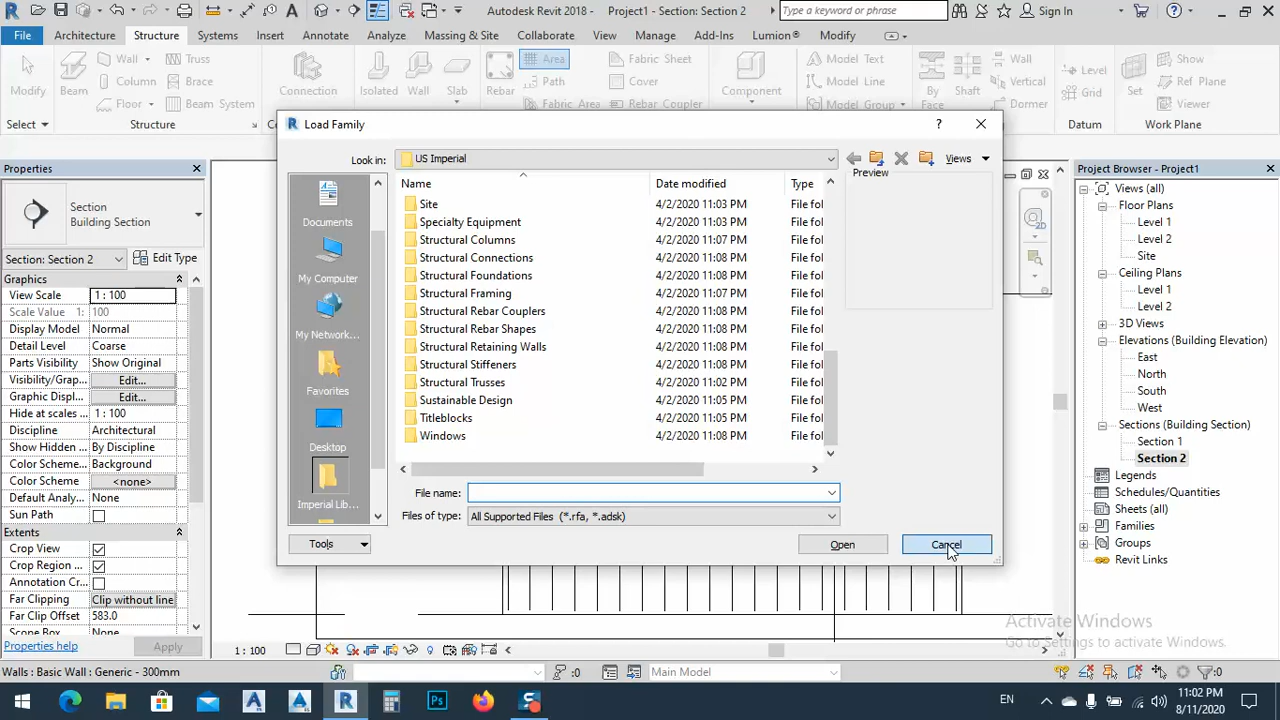 Autodesk Revit 2018 - Project1 - Section: Section 2
Type a keyword or phrase
Sign In
File
Architecture
Structure
Systems
Insert
Annotate
Analyze
Massing & Site
Collaborate
View
Manage
Add-Ins
Lumion®
Modify
Modify
Beam
Wall
Column
Floor
Truss
Brace
Beam System
Connection
Isolated
Wall
Slab
Rebar
Area
Path
Fabric Area
Fabric Sheet
Cover
Rebar Coupler
Component
Model Text
Model Line
Model Group
By
Face
Shaft
Wall
Vertical
Dormer
Level
Grid
Set
Show
Ref Plane
Viewer
Select
Structure
Datum
Work Plane
Properties
Section
Building Section
Section: Section 2
Edit Type
Graphics
View Scale 1 : 100
Scale Value 1: 100
Display Model Normal
Detail Level Coarse
Parts Visibility Show Original
Visibility/Grap... Edit...
Graphic Displ... Edit...
Hide at scales ... 1 : 100
Discipline Architectural
Show Hidden ... By Discipline
Color Scheme... Background
Color Scheme <none>
Default Analy... None
Sun Path
Extents
Crop View
Crop Region ...
Annotation Cr...
Far Clipping Clip without line
Far Clip Offset 583.0
Scope Box None
Properties help
Apply
Load Family
Look in: US Imperial
Views
Documents
My Computer
My Network...
Favorites
Desktop
Imperial Lib...
Name Date modified Type
Site 4/2/2020 11:03 PM File fol
Specialty Equipment 4/2/2020 11:03 PM File fol
Structural Columns 4/2/2020 11:07 PM File fol
Structural Connections 4/2/2020 11:08 PM File fol
Structural Foundations 4/2/2020 11:08 PM File fol
Structural Framing 4/2/2020 11:07 PM File fol
Structural Rebar Couplers 4/2/2020 11:08 PM File fol
Structural Rebar Shapes 4/2/2020 11:08 PM File fol
Structural Retaining Walls 4/2/2020 11:08 PM File fol
Structural Stiffeners 4/2/2020 11:08 PM File fol
Structural Trusses 4/2/2020 11:02 PM File fol
Sustainable Design 4/2/2020 11:05 PM File fol
Titleblocks 4/2/2020 11:05 PM File fol
Windows 4/2/2020 11:08 PM File fol
Preview
File name:
Files of type: All Supported Files (*.rfa, *.adsk)
Tools
Open
Cancel
Project Browser - Project1
Views (all)
Floor Plans
Level 1
Level 2
Site
Ceiling Plans
Level 1
Level 2
3D Views
Elevations (Building Elevation)
East
North
South
West
Sections (Building Section)
Section 1
Section 2
Legends
Schedules/Quantities
Sheets (all)
Families
Groups
Revit Links
Activate Windows
Go to Settings to activate Windows.
1 : 100
Walls : Basic Wall : Generic - 300mm
:0
Main Model
:0
EN
11:02 PM
8/11/2020